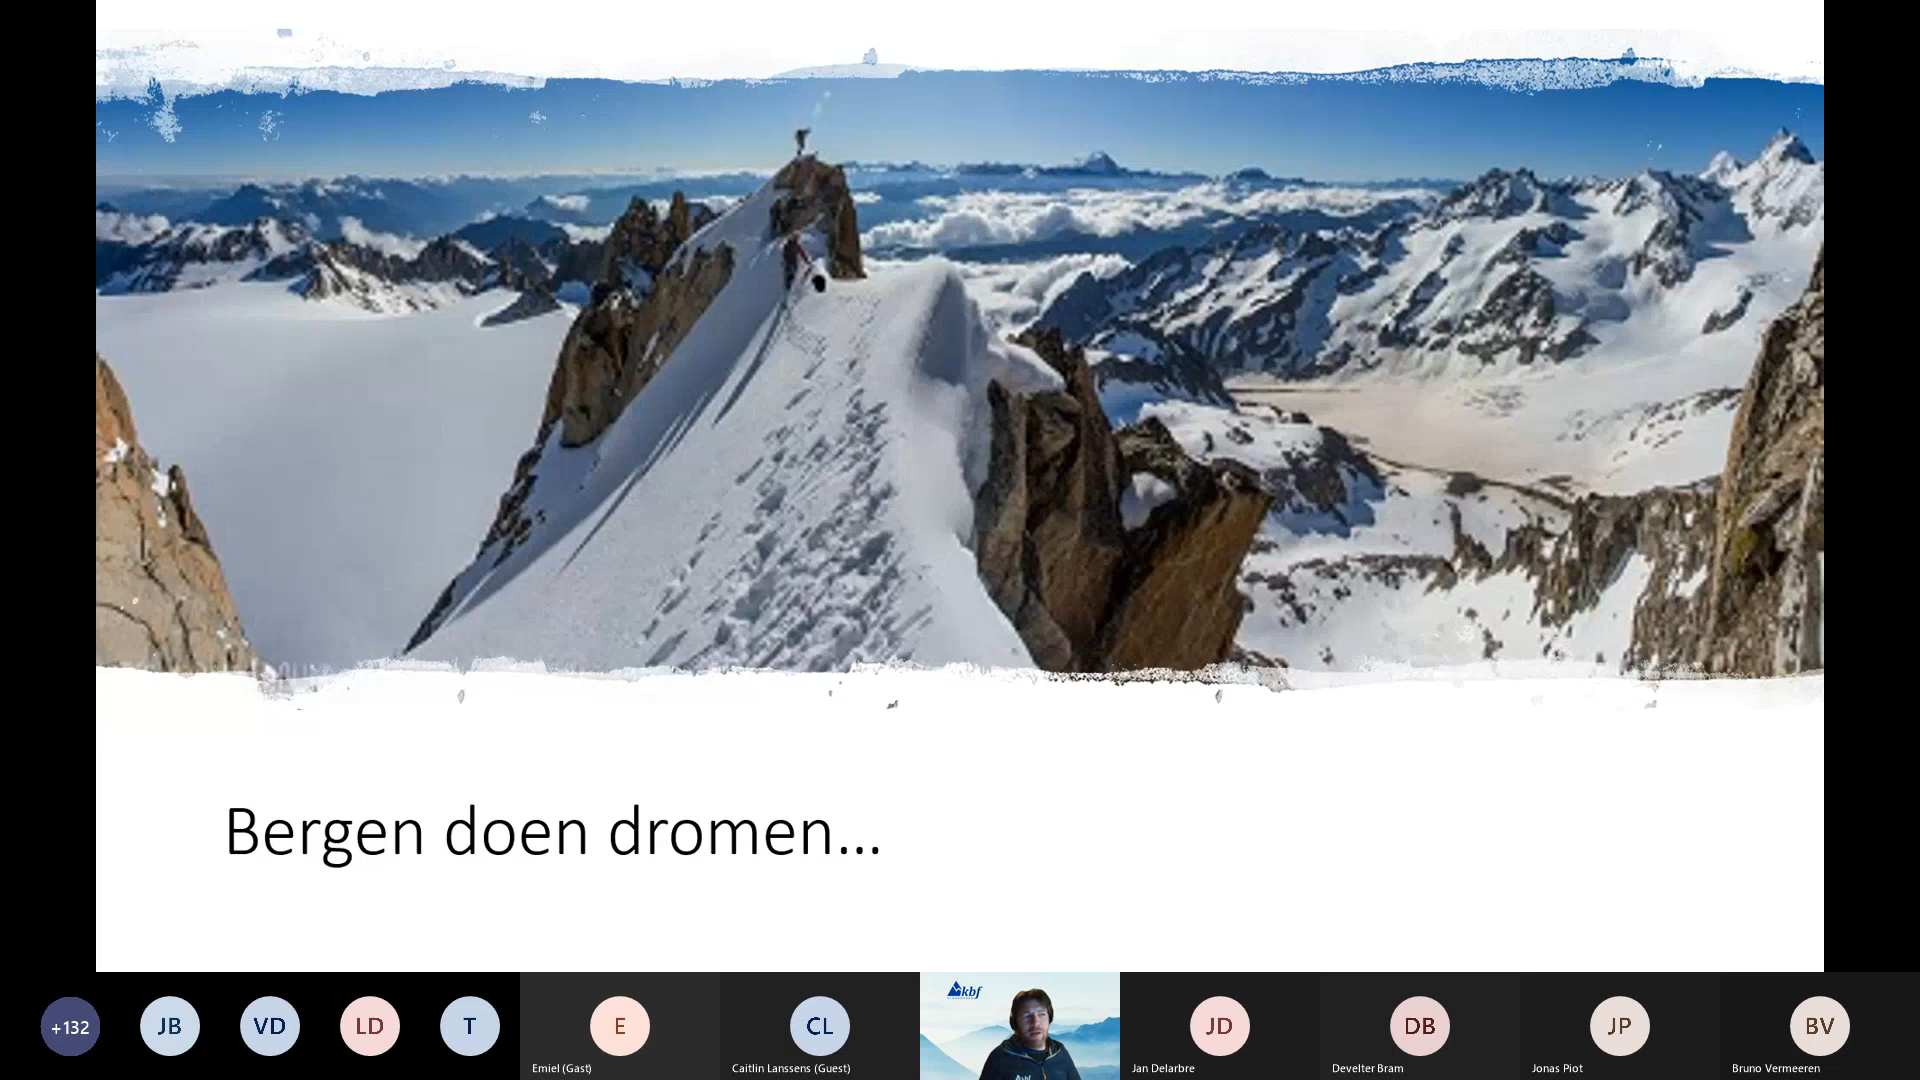 Bergen doen dromen...
kbf
+132
JB
VD
LD
T
E
CL
JD
DB
JP
BV
Emiel (Gast)
Caitlin Lanssens (Guest)
Jan Delarbre
Develter Bram
Jonas Piot
Bruno Vermeeren